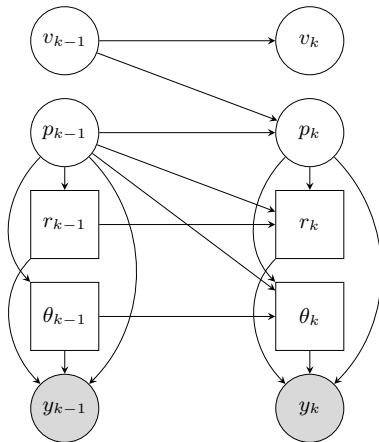 v_{k-1} v_k
p_{k-1} p_k
r_{k-1} r_k
θ_{k-1} θ_k
y_{k-1} y_k